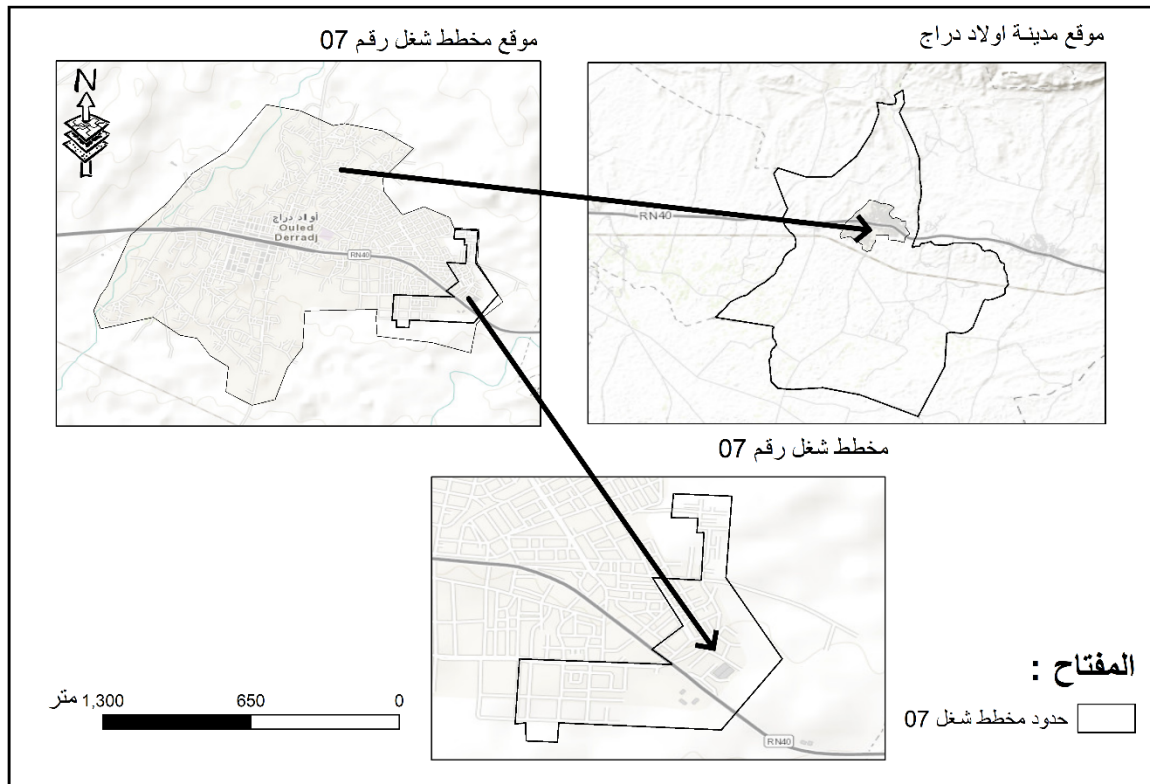 موقع مدينة اولاد دراج
موقع مخطط شغل رقم 07
N
RN40
أولاد دراج
Ouled
Derradj
RN40
مخطط شغل رقم 07
RN40
المفتاح :
حدود مخطط شغل 07
1,300 650 0 متر